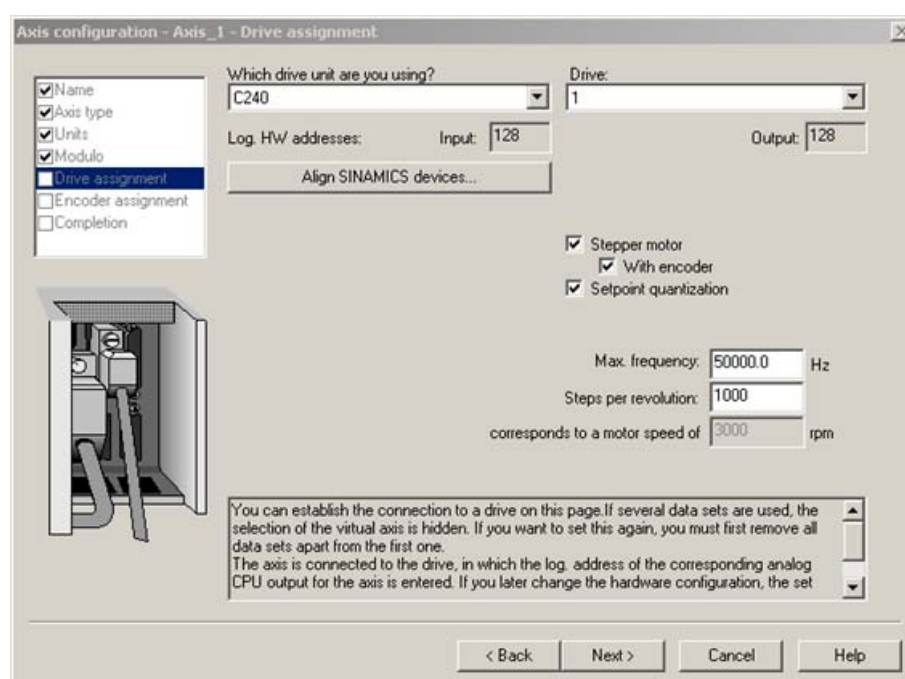 Axis configuration - Axis_1 - Drive assignment
Name
Axis type
Units
Modulo
Drive assignment
Encoder assignment
Completion
Which drive unit are you using?
C240
Drive:
1
Log. HW addresses: Input: 128 Output: 128
Align SINAMICS devices...
Stepper motor
With encoder
Setpoint quantization
Max. frequency: 50000.0 Hz
Steps per revolution: 1000
corresponds to a motor speed of 3000 rpm
You can establish the connection to a drive on this page.If several data sets are used, the
selection of the virtual axis is hidden. If you want to set this again, you must first remove all
data sets apart from the first one.
The axis is connected to the drive, in which the log. address of the corresponding analog
CPU output for the axis is entered. If you later change the hardware configuration, the set
< Back Next > Cancel Help